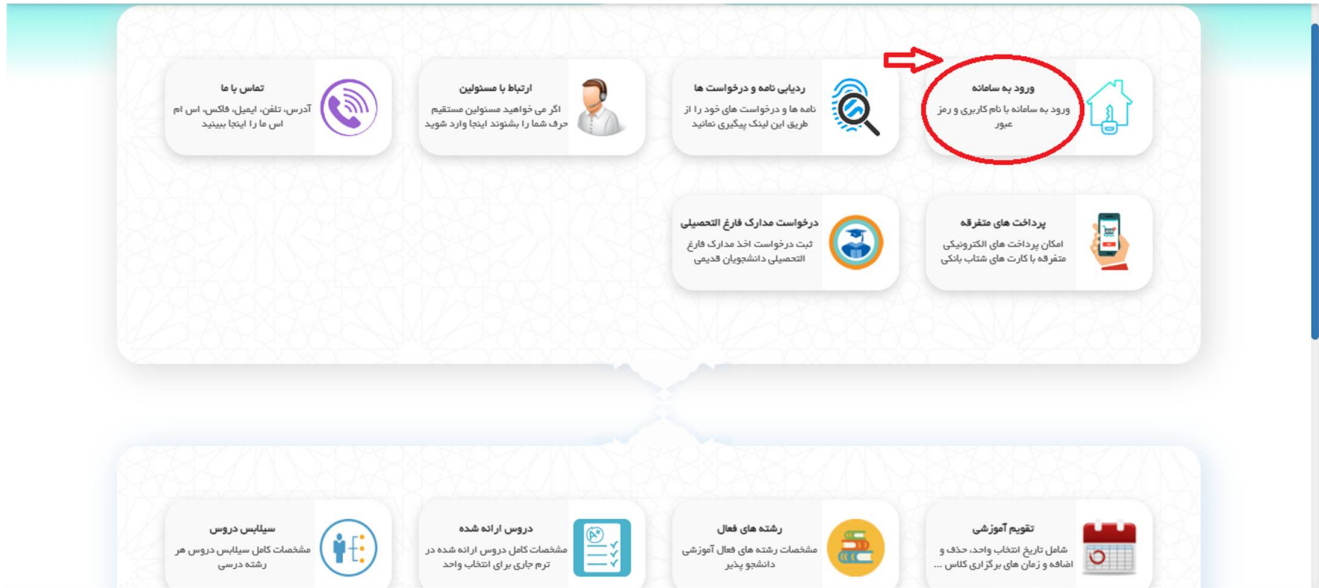 ورود به سامانه
ورود به سامانه با نام کاربری و رمز
عبور
ردیابی نامه و درخواست ها
نامه ها و درخواست های خود را از
طریق این لینک پیگیری نمائید
ارتباط با مسئولین
اگر می خواهید مسئولین مستقیم
حرف شما را بشنوند اینجا وارد شوید
تماس با ما
آدرس، تلفن، ایمیل، فاکس، اس ام
اس ما را اینجا ببینید
پرداخت های متفرقه
امکان پرداخت های الکترونیکی
متفرقه با کارت های شتاب بانکی
درخواست مدارک فارغ التحصیلی
ثبت درخواست اخذ مدارک فارغ
التحصیلی دانشجویان قدیمی
تقویم آموزشی
شامل تاریخ انتخاب واحد، حذف و
اضافه و زمان های برگزاری کلاس ...
رشته های فعال
مشخصات رشته های فعال آموزشی
دانشجو پذیر
دروس ارائه شده
مشخصات کامل دروس ارائه شده در
ترم جاری برای انتخاب واحد
A+
سیلابس دروس
مشخصات کامل سیلابس دروس هر
رشته درسی